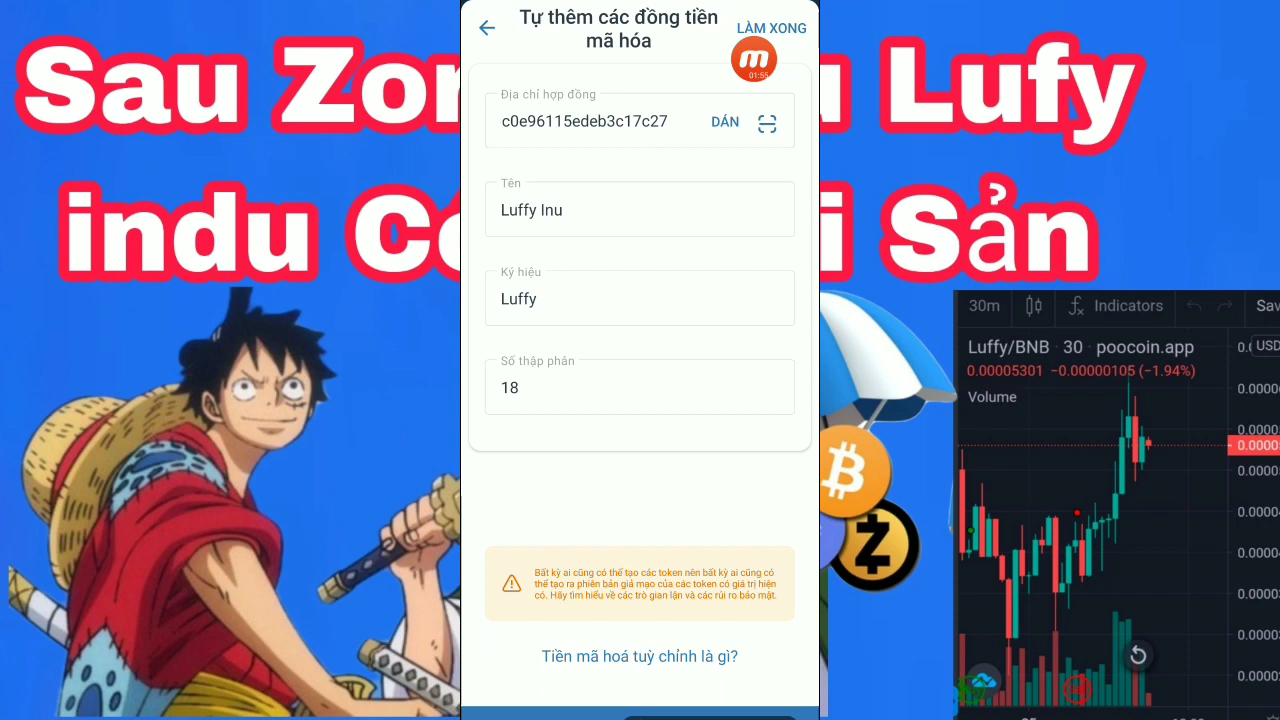 Sau Zor
u Lufy
indu Có
i Sản
Tự thêm các đồng tiền
mã hóa
LÀM XONG
01:55
Địa chỉ hợp đồng
c0e96115edeb3c17c27
DÁN
Tên
Luffy Inu
Ký hiệu
Luffy
Số thập phân
18
Bất kỳ ai cũng có thể tạo các token nên bất kỳ ai cũng có
thể tạo ra phiên bản giả mạo của các token có giá trị hiện
có. Hãy tìm hiểu về các trò gian lận và các rủi ro bảo mật.
Tiền mã hoá tuỳ chỉnh là gì?
30m
Indicators
Sav
Luffy/BNB · 30 · poocoin.app
USD
0.00005301 −0.00000105 (−1.94%)
Volume